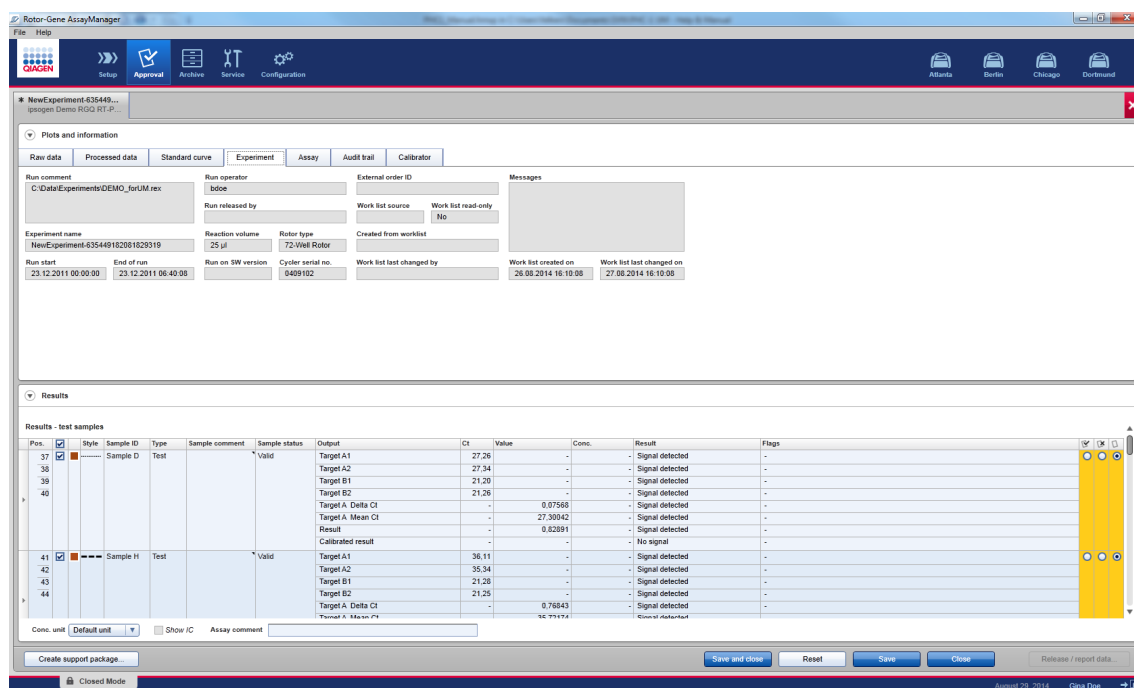 Rotor-Gene AssayManager
File Help
QIAGEN
Setup Approval Archive Service Configuration Atlanta Berlin Chicago Dortmund
✱ NewExperiment-635449...
ipsogen Demo RGQ RT-P...
Plots and information
Raw data Processed data Standard curve Experiment Assay Audit trail Calibrator
Run comment Run operator External order ID Messages
C:\Data\Experiments\DEMO_forUM.rex bdoe
Run released by Work list source Work list read-only
No
Experiment name Reaction volume Rotor type Created from worklist
NewExperiment-635449182081829319 25 µl 72-Well Rotor
Run start End of run Run on SW version Cycler serial no. Work list last changed by Work list created on Work list last changed on
23.12.2011 00:00:00 23.12.2011 06:40:08 0409102 26.08.2014 16:10:08 27.08.2014 16:10:08
Results
Results - test samples
Pos. Style Sample ID Type Sample comment Sample status Output Ct Value Conc. Result Flags
37 Sample D Test Valid Target A1 27,26 - - Signal detected -
38 Target A2 27,34 - - Signal detected -
39 Target B1 21,20 - - Signal detected -
40 Target B2 21,26 - - Signal detected -
Target A Delta Ct - 0,07568 - Signal detected -
Target A Mean Ct - 27,30042 - Signal detected -
Result - 0,82891 - Signal detected -
Calibrated result - - - No signal -
41 Sample H Test Valid Target A1 36,11 - - Signal detected -
42 Target A2 35,34 - - Signal detected -
43 Target B1 21,28 - - Signal detected -
44 Target B2 21,25 - - Signal detected -
Target A Delta Ct - 0,76843 - Signal detected -
Target A Mean Ct - 35,72174 - Signal detected -
Conc. unit Default unit Show IC Assay comment
Create support package... Save and close Reset Save Close Release / report data...
Closed Mode August 29, 2014 Gina Doe